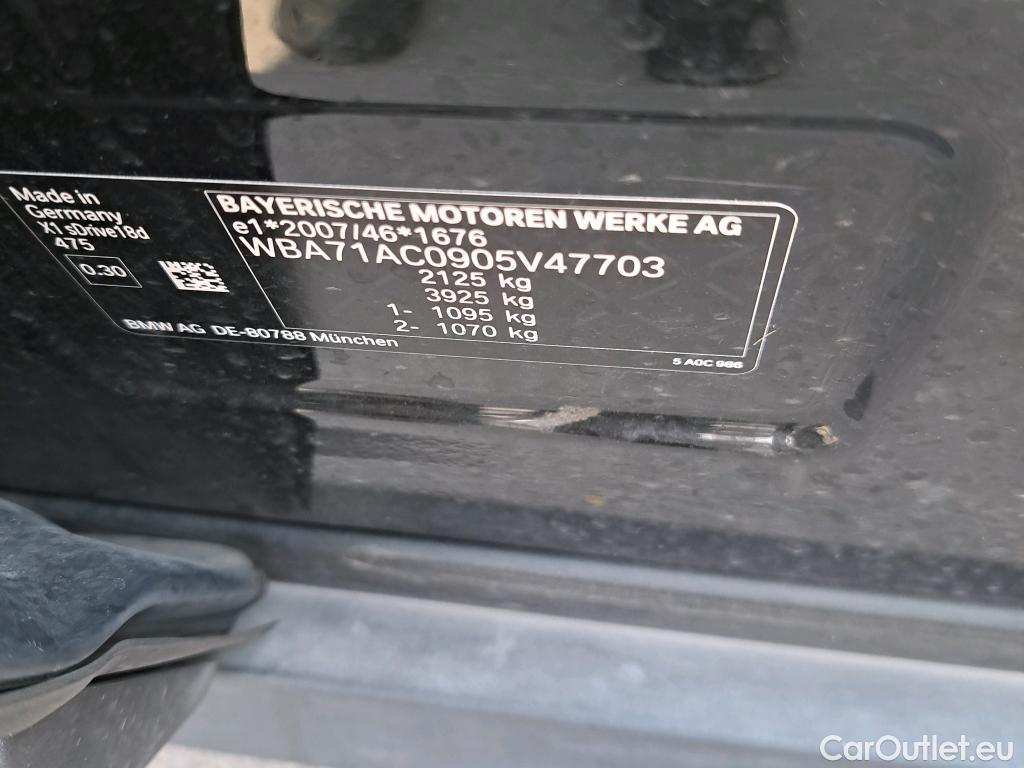 Made in
Germany
X1 sDrive18d
475
0.30
BAYERISCHE MOTOREN WERKE AG
e1*2007/46*1676
WBA71AC0905V47703
2125 kg
3925 kg
1- 1095 kg
2- 1070 kg
BMW AG DE-80788 München
5 A0C 986
CarOutlet.eu